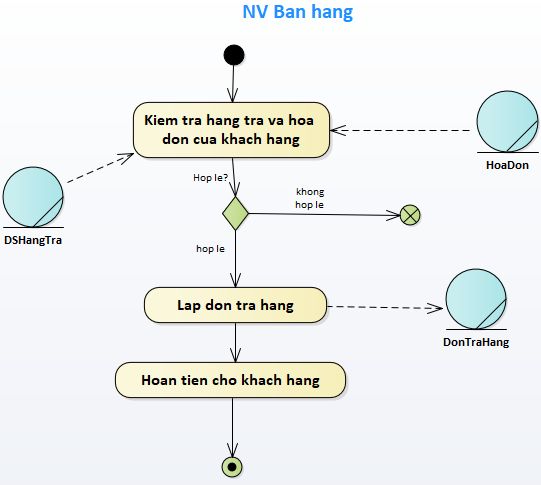 NV Ban hang
Kiem tra hang tra va hoa
don cua khach hang
HoaDon
Hop le?
DSHangTra
khong
hop le
hop le
Lap don tra hang
DonTraHang
Hoan tien cho khach hang